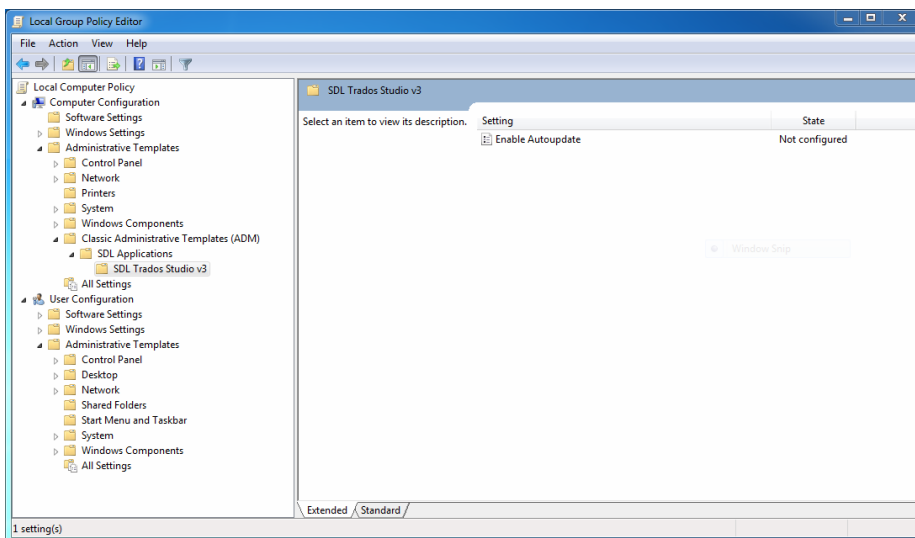 Local Group Policy Editor
File Action View Help
Local Computer Policy
Computer Configuration
Software Settings
Windows Settings
Administrative Templates
Control Panel
Network
Printers
System
Windows Components
Classic Administrative Templates (ADM)
SDL Applications
SDL Trados Studio v3
All Settings
User Configuration
Software Settings
Windows Settings
Administrative Templates
Control Panel
Desktop
Network
Shared Folders
Start Menu and Taskbar
System
Windows Components
All Settings
SDL Trados Studio v3
Select an item to view its description. Setting State
Enable Autoupdate Not configured
Window Snip
Extended Standard
1 setting(s)